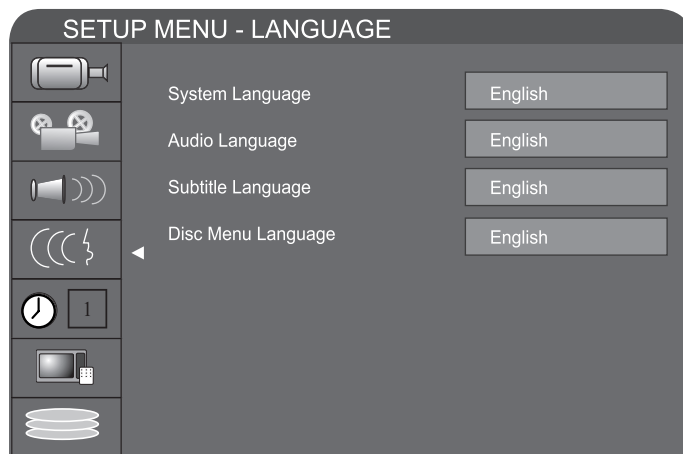 SETUP MENU - LANGUAGE
System Language English
Audio Language English
Subtitle Language English
Disc Menu Language English
1